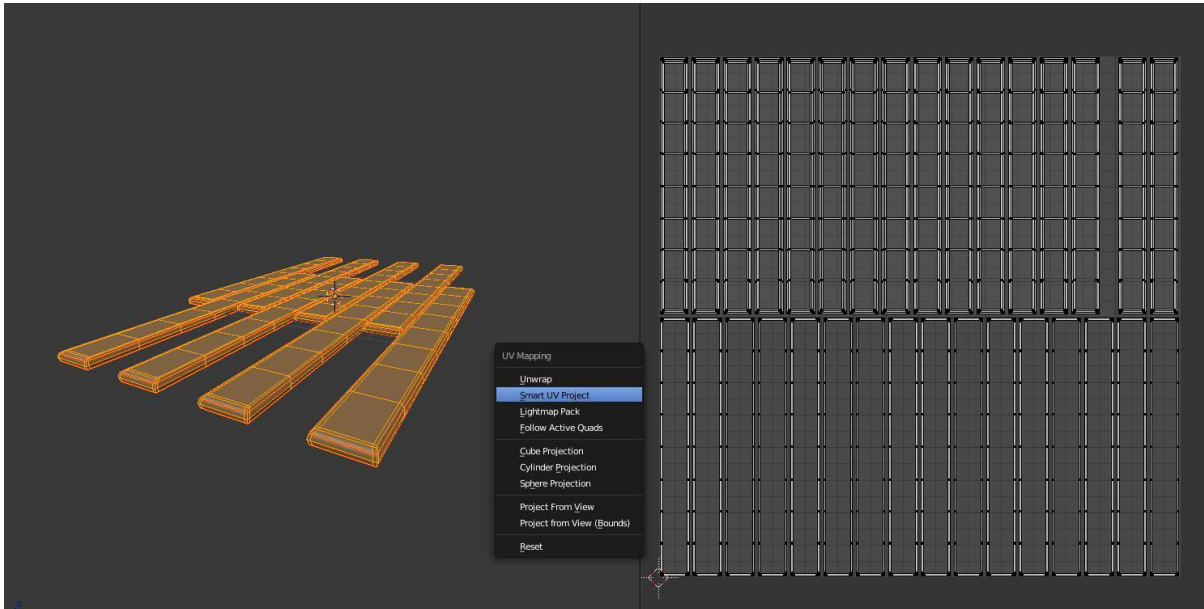 UV Mapping
Unwrap
Smart UV Project
Lightmap Pack
Follow Active Quads
Cube Projection
Cylinder Projection
Sphere Projection
Project From View
Project from View (Bounds)
Reset